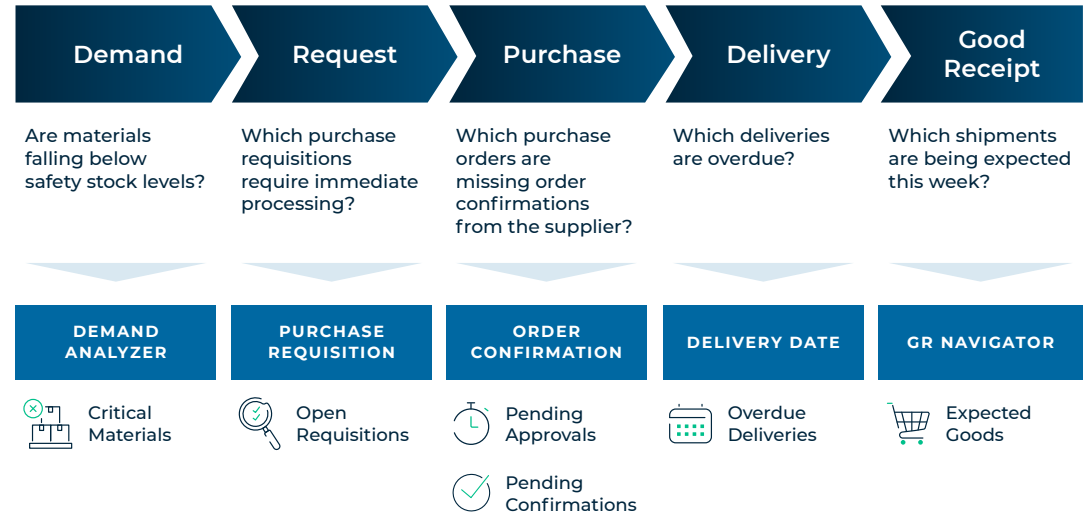 Demand
Request
Purchase
Delivery
Good
Receipt
Are materials
falling below
safety stock levels?
Which purchase
requisitions
require immediate
processing?
Which purchase
orders are
missing order
confirmations
from the supplier?
Which deliveries
are overdue?
Which shipments
are being expected
this week?
DEMAND
ANALYZER
PURCHASE
REQUISITION
ORDER
CONFIRMATION
DELIVERY DATE
GR NAVIGATOR
Critical
Materials
Open
Requisitions
Pending
Approvals
Pending
Confirmations
Overdue
Deliveries
Expected
Goods